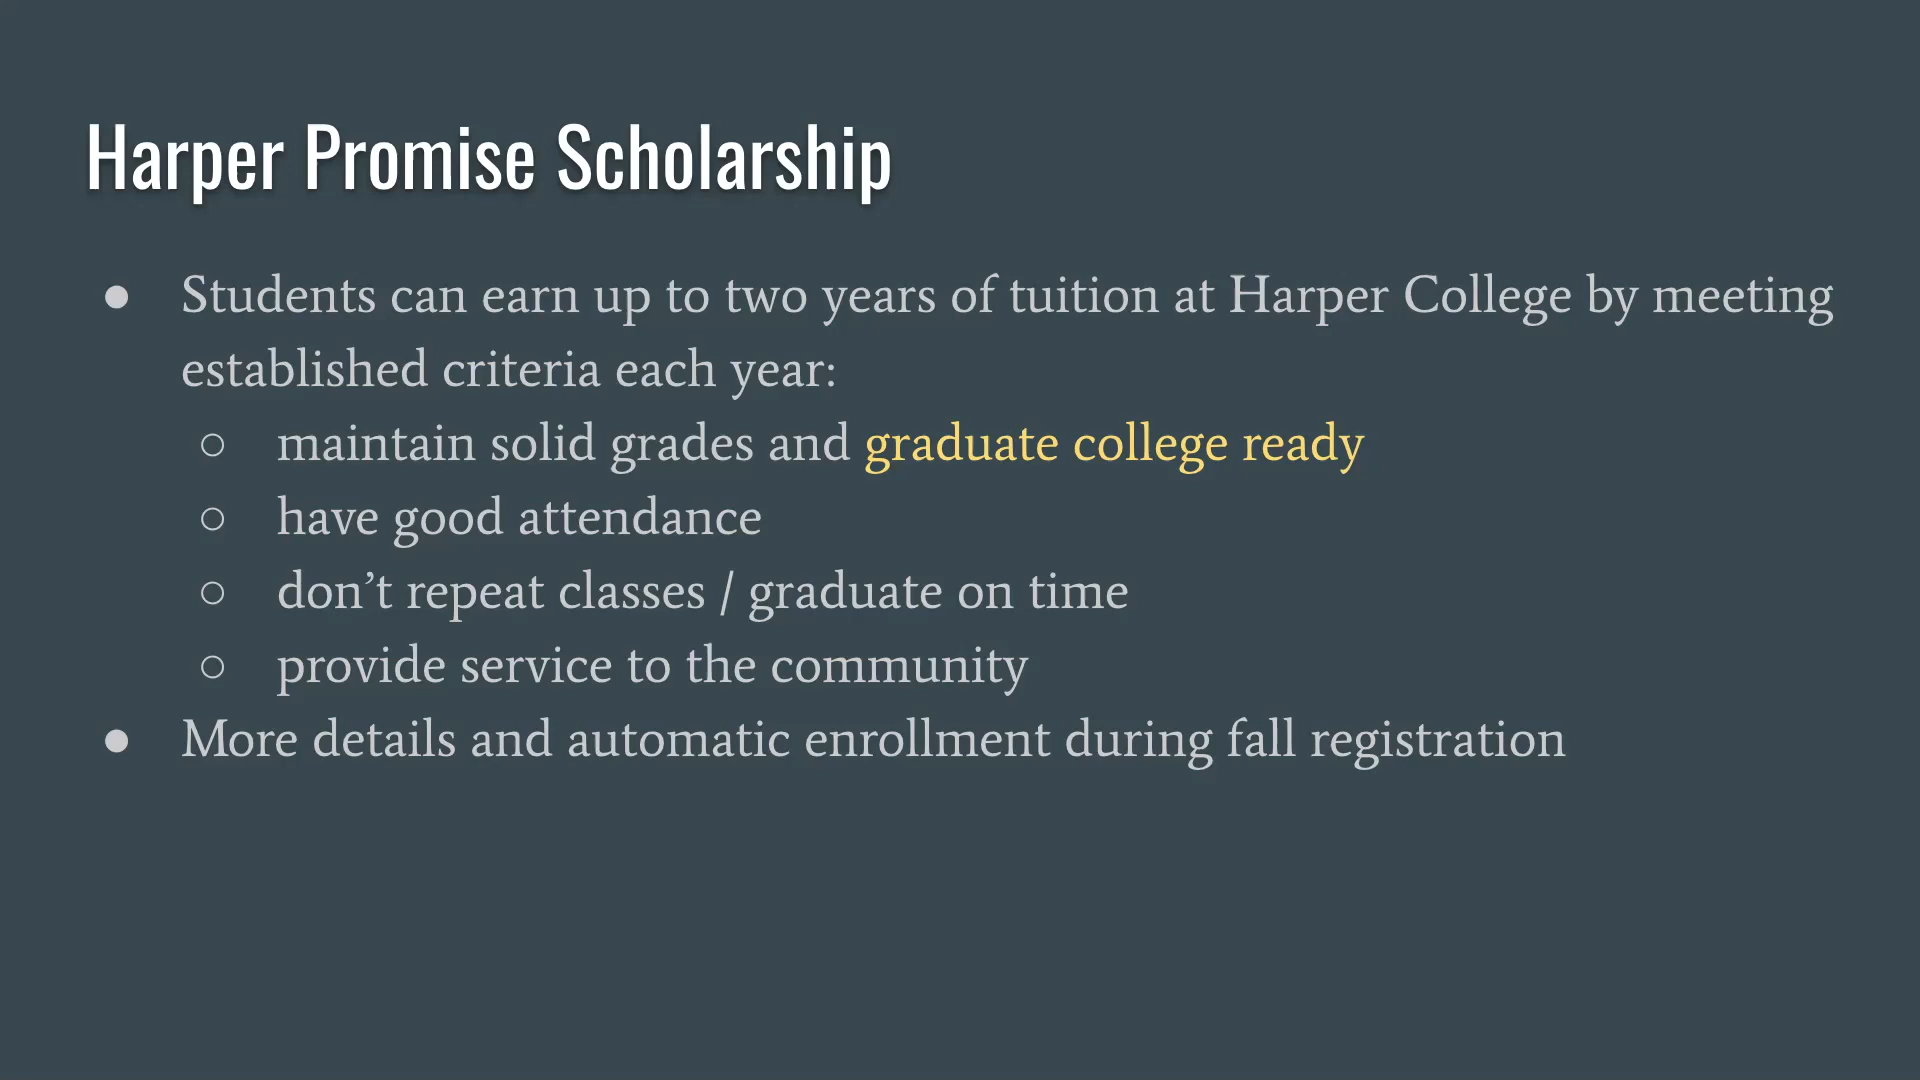 Harper Promise Scholarship
● Students can earn up to two years of tuition at Harper College by meeting
established criteria each year:
○ maintain solid grades and graduate college ready
○ have good attendance
○ don’t repeat classes / graduate on time
○ provide service to the community
● More details and automatic enrollment during fall registration